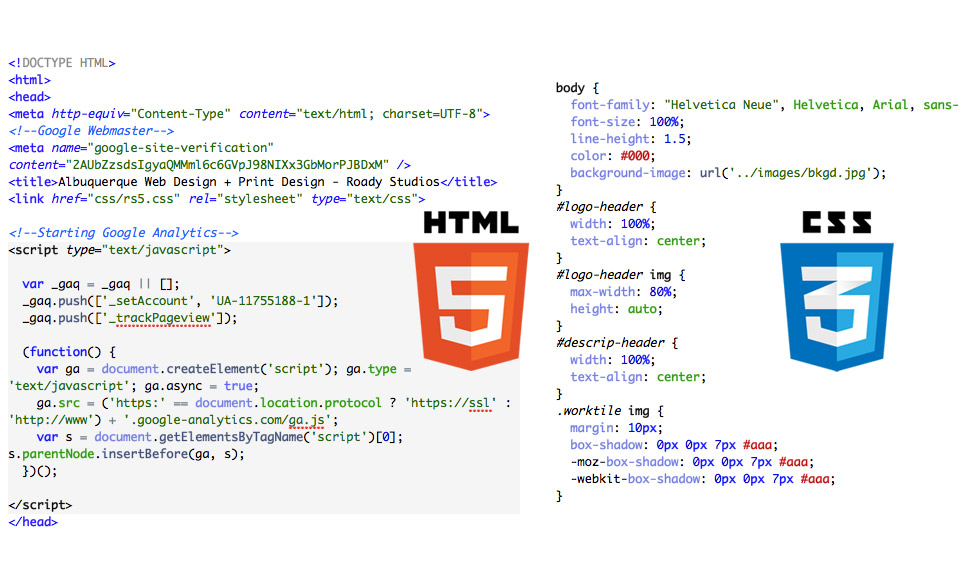 <!DOCTYPE HTML>
<html>
<head>
<meta http-equiv="Content-Type" content="text/html; charset=UTF-8">
<!--Google Webmaster-->
<meta name="google-site-verification"
content="2AUbZzsdsIgyaQMMml6c6GVpJ98NIXx3GbMorPJBDxM" />
<title>Albuquerque Web Design + Print Design - Roady Studios</title>
<link href="css/rs5.css" rel="stylesheet" type="text/css">
<!--Starting Google Analytics-->
<script type="text/javascript">
var _gaq = _gaq || [];
_gaq.push(['_setAccount', 'UA-11755188-1']);
_gaq.push(['_trackPageview']);
(function() {
var ga = document.createElement('script'); ga.type =
'text/javascript'; ga.async = true;
ga.src = ('https:' == document.location.protocol ? 'https://ssl' :
'http://www') + '.google-analytics.com/ga.js';
var s = document.getElementsByTagName('script')[0];
s.parentNode.insertBefore(ga, s);
})();
</script>
</head>
HTML
5
body {
font-family: "Helvetica Neue", Helvetica, Arial, sans-
font-size: 100%;
line-height: 1.5;
color: #000;
background-image: url('../images/bkgd.jpg');
}
#logo-header {
width: 100%;
text-align: center;
}
#logo-header img {
max-width: 80%;
height: auto;
}
#descrip-header {
width: 100%;
text-align: center;
}
.worktile img {
margin: 10px;
box-shadow: 0px 0px 7px #aaa;
-moz-box-shadow: 0px 0px 7px #aaa;
-webkit-box-shadow: 0px 0px 7px #aaa;
}
CSS
3